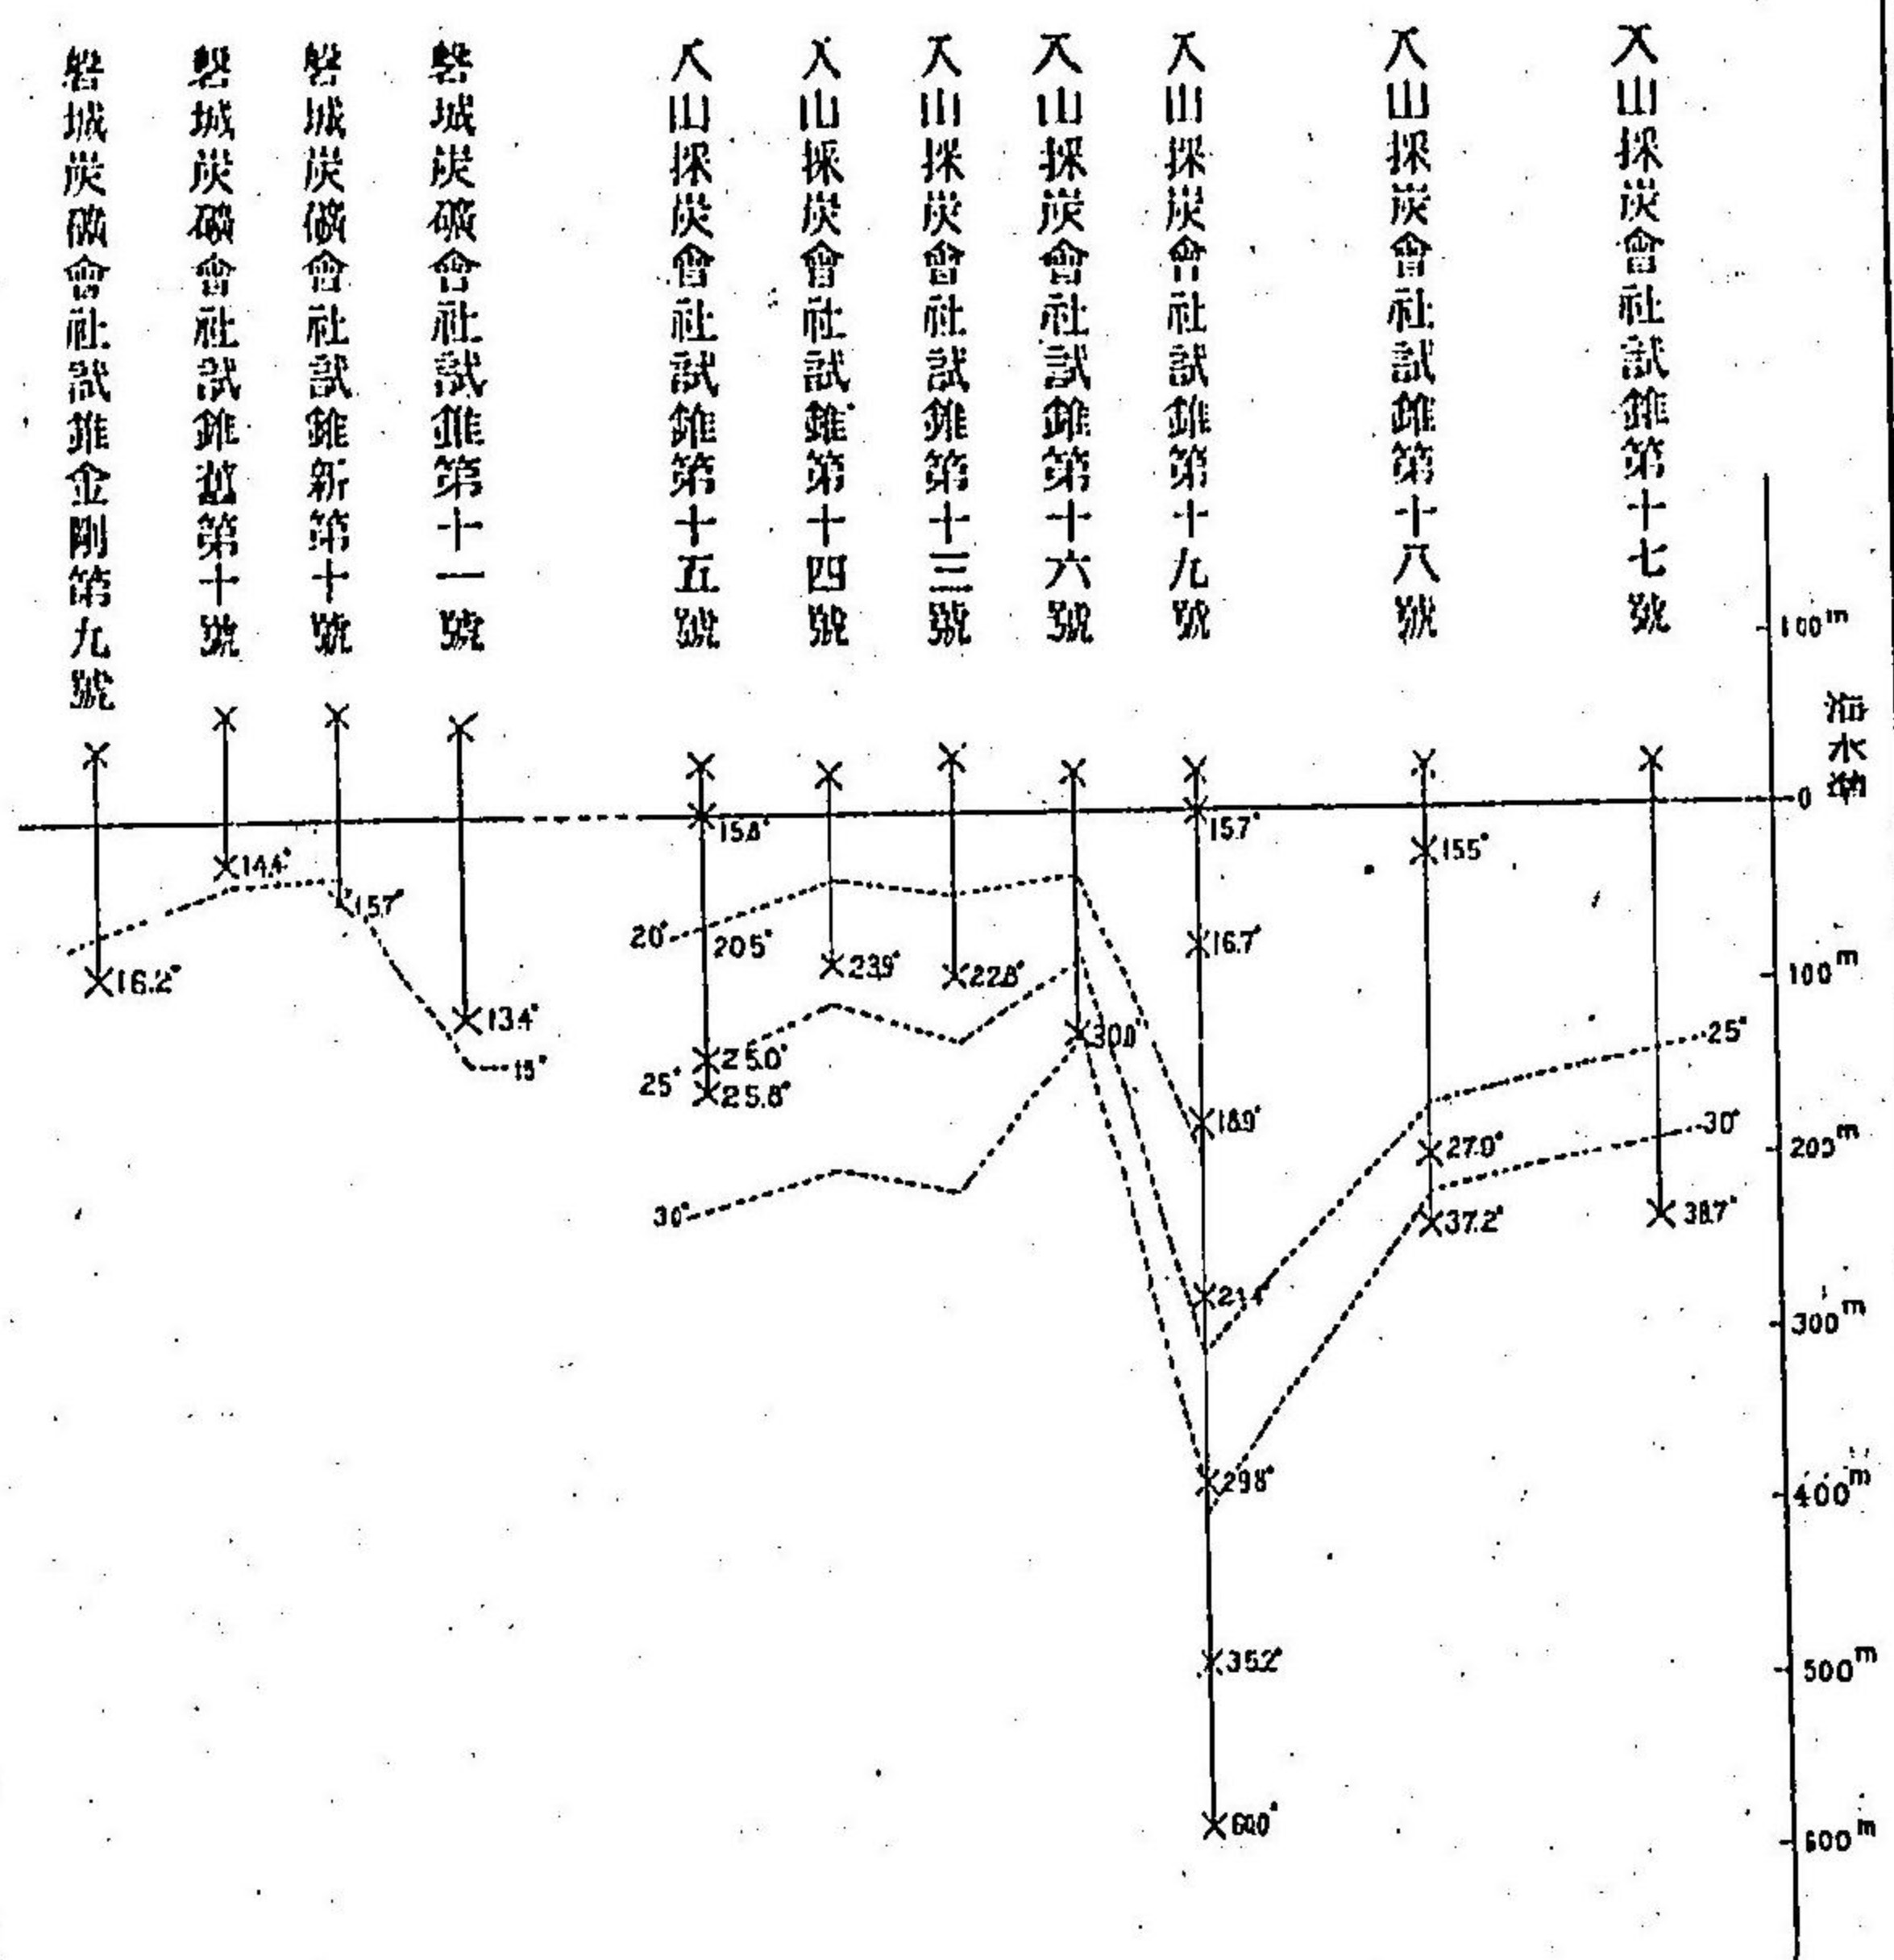 入山採炭會社試錐第十七號
入山採炭會社試錐第十八號
入山採炭會社試錐第十九號
入山採炭會社試錐第十六號
入山採炭會社試錐第十三號
入山採炭會社試錐第十四號
入山採炭會社試錐第十五號
磐城炭礦會社試錐第十一號
磐城炭礦會社試錐新第十號
磐城炭礦會社試錐舊第十號
磐城炭礦會社試錐金剛第九號
海水準
100m
0
100m
200m
300m
400m
500m
600m
25°
30°
38.7°
15.5°
27.0°
37.2°
15.7°
16.7°
18.9°
21.4°
29.8°
35.2°
60.0°
30.0°
22.8°
23.9°
15.8°
20°
20.5°
25.0°
25°
25.8°
30°
13.4°
15°
15.7°
14.4°
16.2°